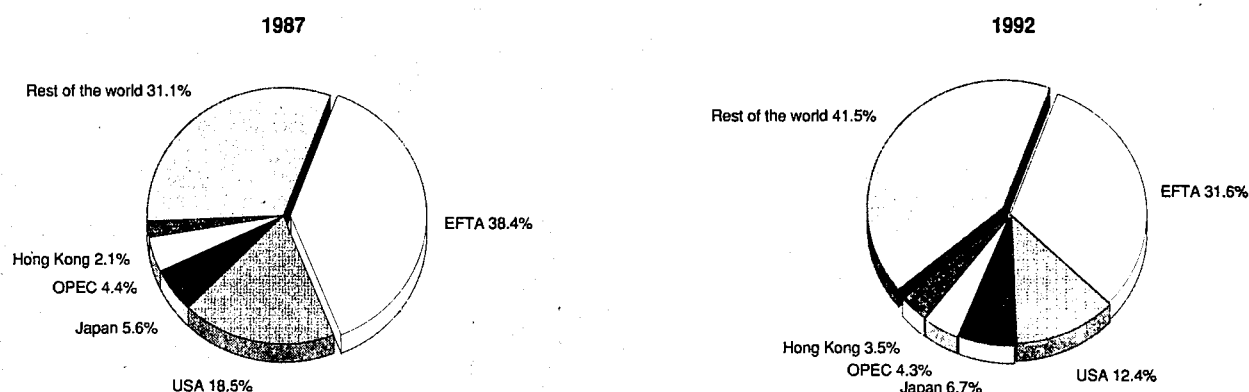 1987
Rest of the world 31.1%
EFTA 38.4%
Hong Kong 2.1%
OPEC 4.4%
Japan 5.6%
USA 18.5%
1992
Rest of the world 41.5%
EFTA 31.6%
Hong Kong 3.5%
OPEC 4.3%
Japan 6.7%
USA 12.4%